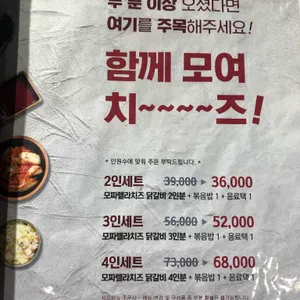 두 분 이상 오셨다면
여기를 주목해주세요!
함께 모여
치~~~~즈!
* 인원수에 맞춰 주문 부탁드립니다. *
2인세트 39,000 ▶ 36,000
모짜렐라치즈 닭갈비 2인분 + 볶음밥 1 + 음료택 1
3인세트 56,000 ▶ 52,000
모짜렐라치즈 닭갈비 3인분 + 볶음밥 1 + 음료택 1
4인세트 73,000 ▶ 68,000
모짜렐라치즈 닭갈비 4인분 + 볶음밥 1 + 음료택 1